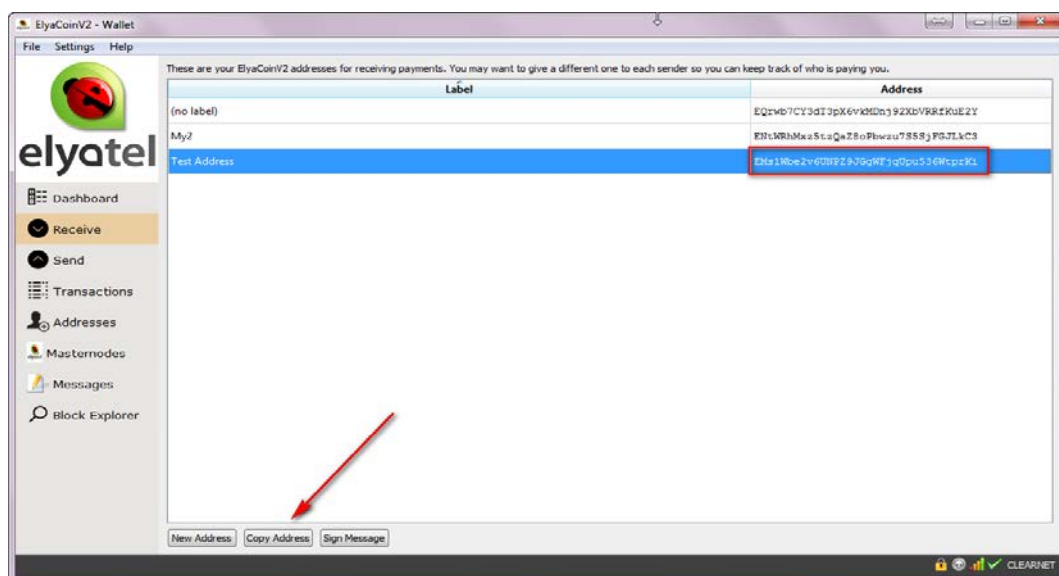 ElyaCoinV2 - Wallet
File Settings Help
These are your ElyaCoinV2 addresses for receiving payments. You may want to give a different one to each sender so you can keep track of who is paying you.
Label Address
(no label)
My2
Test Address
elyatel
Dashboard
Receive
Send
Transactions
Addresses
Masternodes
Messages
Block Explorer
New Address Copy Address Sign Message
CLEARNET